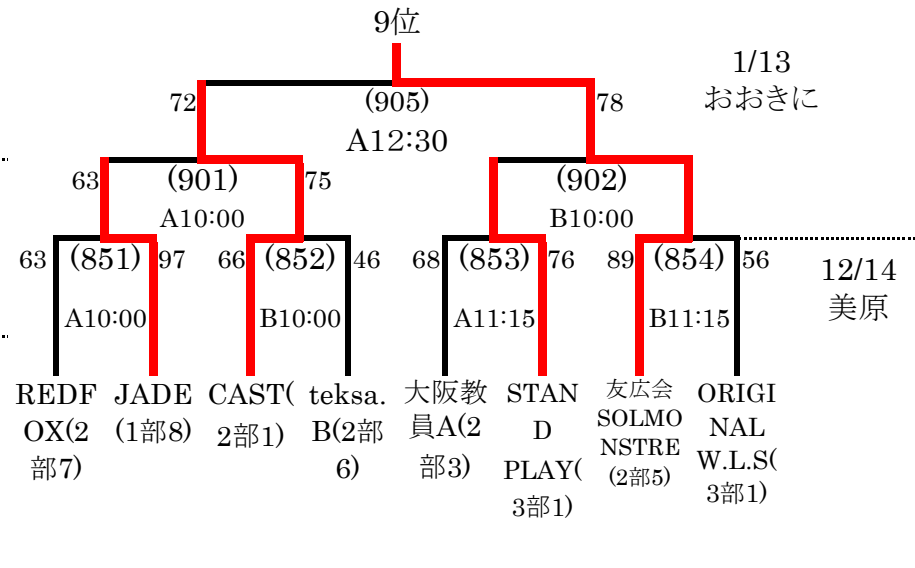 9位
1/13
おおきに
72
(905)
78
A12:30
63
(901)
75
(902)
A10:00
B10:00
63
(851)
97
66
(852)
46
68
(853)
76
89
(854)
56
12/14
美原
A10:00
B10:00
A11:15
B11:15
REDF
OX(2
部7)
JADE
(1部8)
CAST(
2部1)
teksa.
B(2部
6)
大阪教
員A(2
部3)
STAN
D
PLAY(
3部1)
友広会
SOLMO
NSTRE
(2部5)
ORIGI
NAL
W.L.S(
3部1)